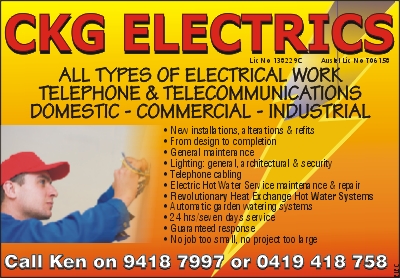 CKG ELECTRICS
Lic No 130229C Austel Lic No T06150
ALL TYPES OF ELECTRICAL WORK
TELEPHONE & TELECOMMUNICATIONS
DOMESTIC - COMMERCIAL - INDUSTRIAL
• New installations, alterations & refits
• From design to completion
• General maintenance
• Lighting: general, architectural & security
• Telephone cabling
• Electric Hot Water Service maintenance & repair
• Revolutionary Heat Exchange Hot Water Systems
• Automatic garden watering systems
• 24 hrs/seven days service
• Guaranteed response
• No job too small, no project too large
Call Ken on 9418 7997 or 0419 418 758